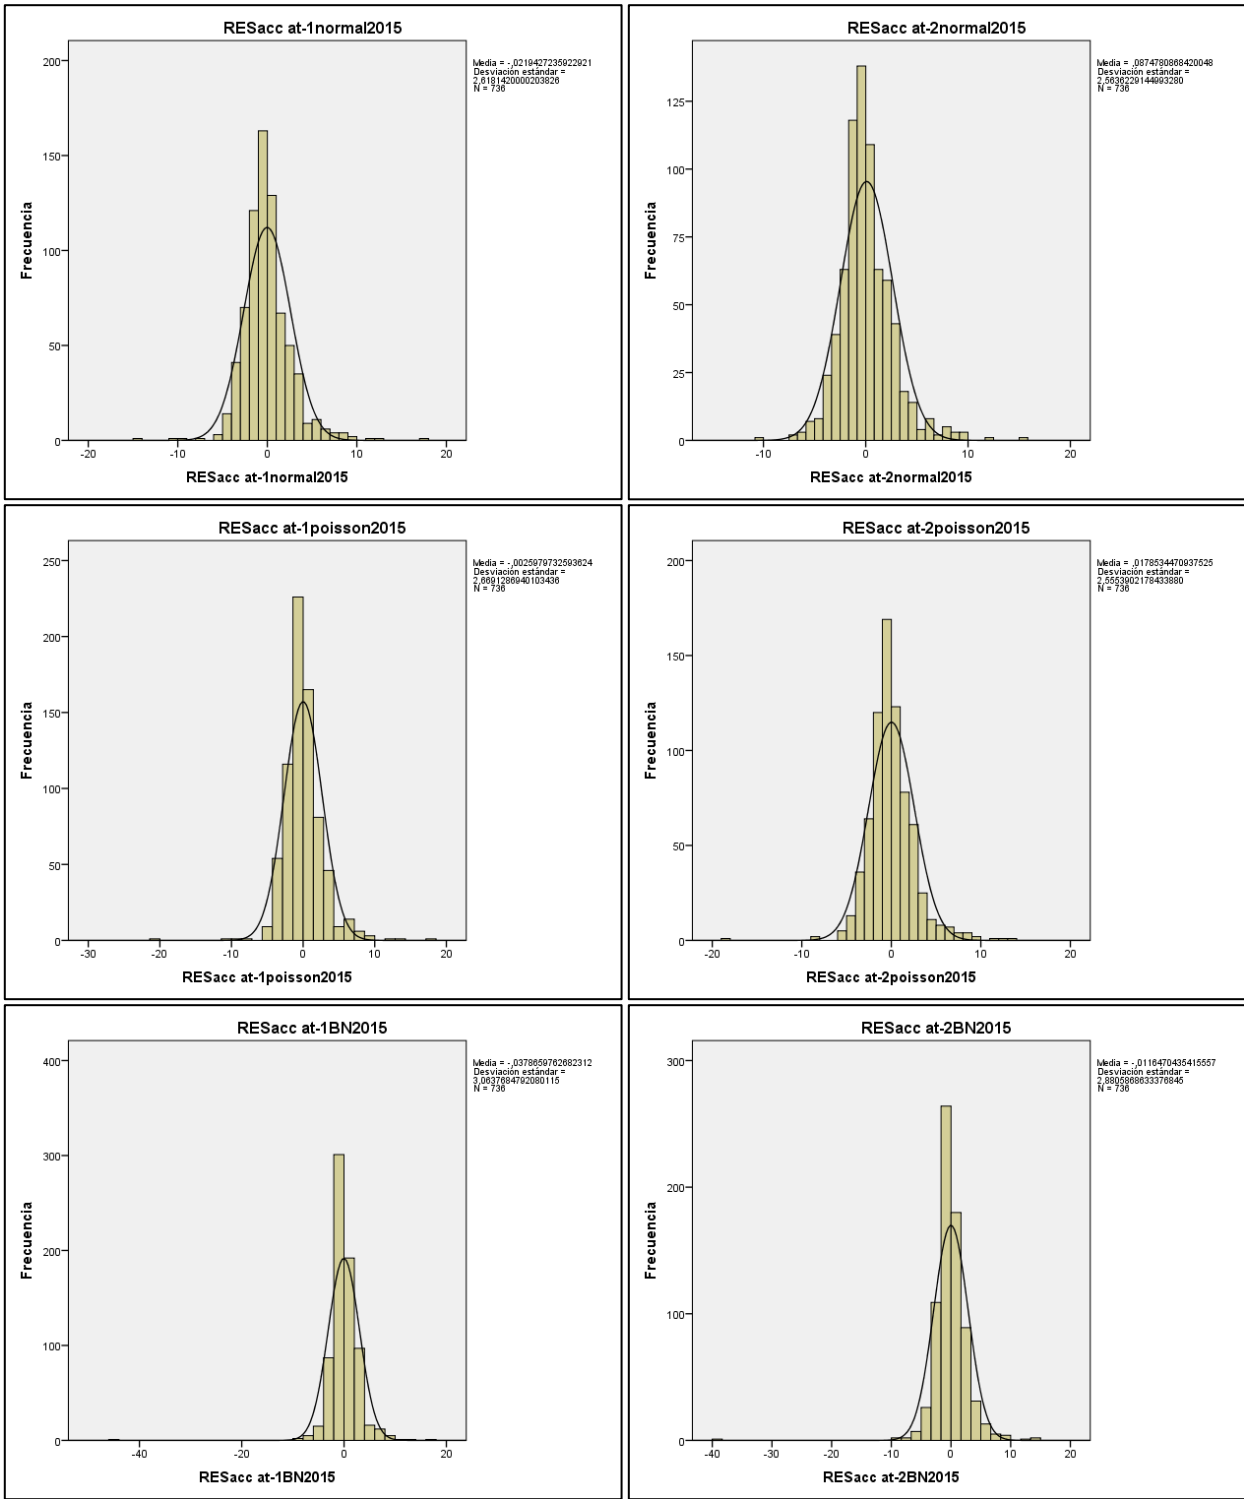 RESacc at-1normal2015
Media = -,0219427235922921
Desviación estándar =
2,6181420000203826
N = 736
200
150
100
50
0
Frecuencia
-20 -10 0 10 20
RESacc at-1normal2015
RESacc at-2normal2015
Media = ,0874780868420048
Desviación estándar =
2,5636229144993280
N = 736
125
100
75
50
25
0
Frecuencia
-10 0 10 20
RESacc at-2normal2015
RESacc at-1poisson2015
Media = -,0025979732593624
Desviación estándar =
2,6691286940103436
N = 736
250
200
150
100
50
0
Frecuencia
-30 -20 -10 0 10 20
RESacc at-1poisson2015
RESacc at-2poisson2015
Media = ,0178534470937525
Desviación estándar =
2,5553902178433880
N = 736
200
150
100
50
0
Frecuencia
-20 -10 0 10 20
RESacc at-2poisson2015
RESacc at-1BN2015
Media = -,0378659762682312
Desviación estándar =
3,0637684792080115
N = 736
400
300
200
100
0
Frecuencia
-40 -20 0 20
RESacc at-1BN2015
RESacc at-2BN2015
Media = -,0116470435415557
Desviación estándar =
2,8805868633376845
N = 736
300
200
100
0
Frecuencia
-40 -30 -20 -10 0 10 20
RESacc at-2BN2015